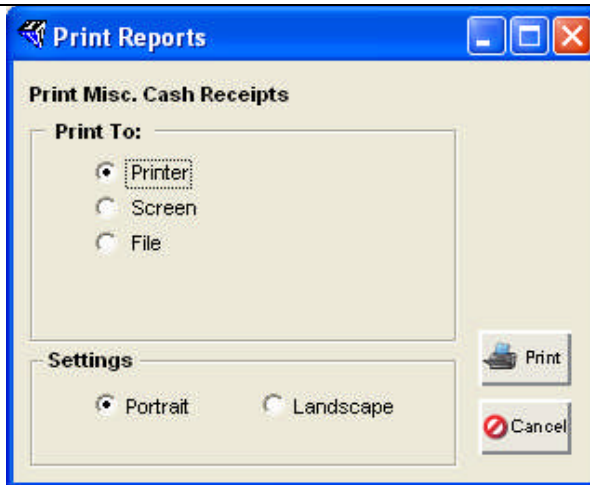 Print Reports
Print Misc. Cash Receipts
Print To:
Printer
Screen
File
Settings
Portrait Landscape
Print
Cancel